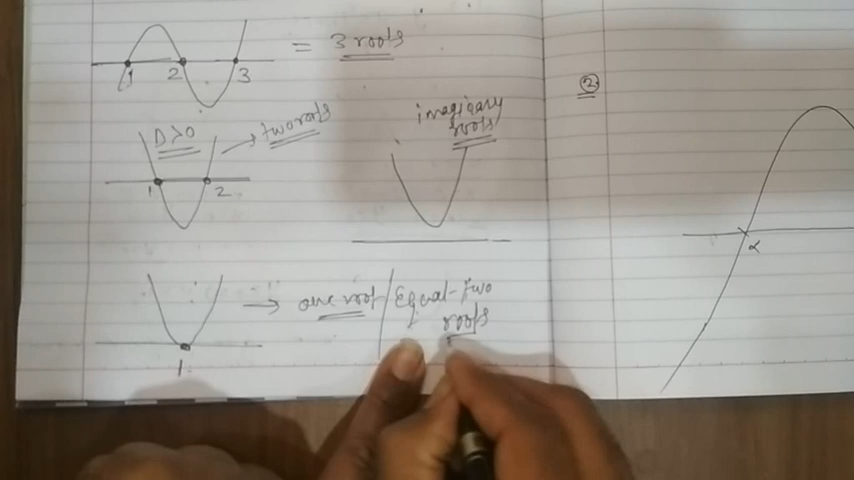 1 2 3 = 3 roots
D>0 → two roots
1 2
imaginary
roots
→ one root / Equal-two
roots
1
②
α